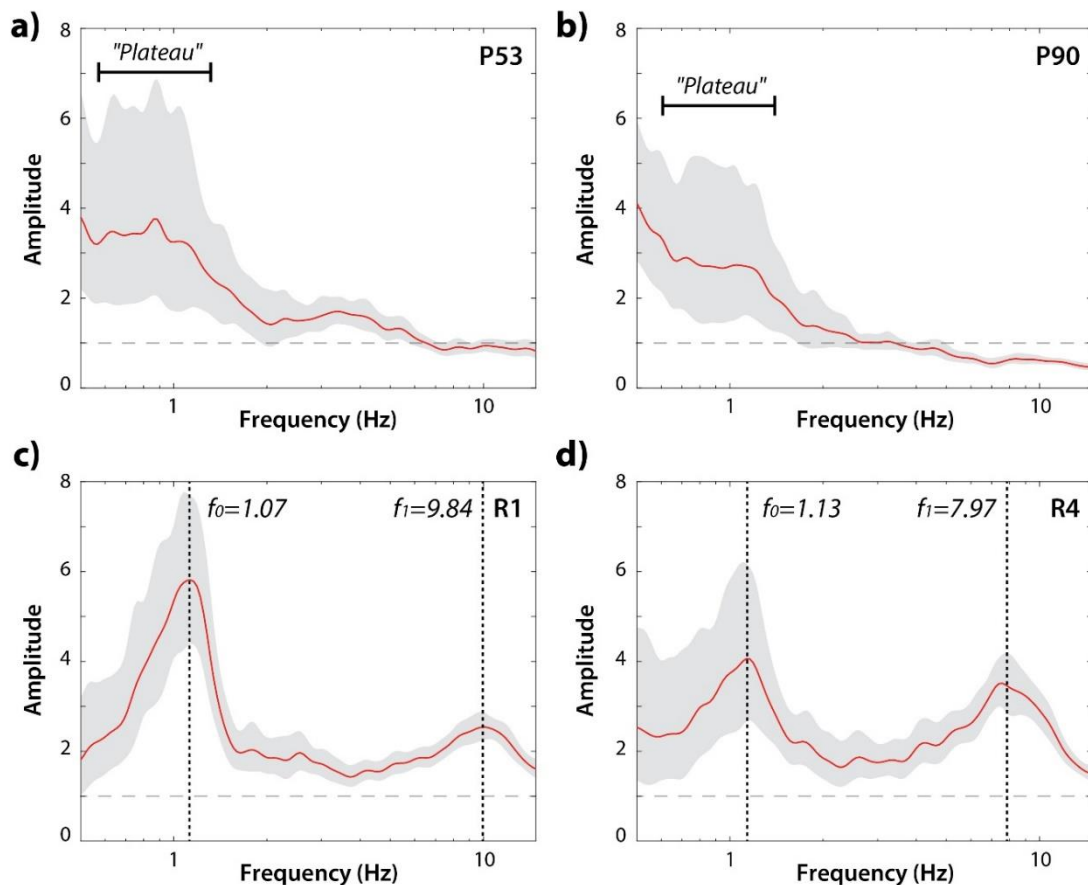 a)
"Plateau"
P53
8
6
4
2
0
Amplitude
1
10
Frequency (Hz)
b)
"Plateau"
P90
8
6
4
2
0
Amplitude
1
10
Frequency (Hz)
c)
f0=1.07
f1=9.84
R1
8
6
4
2
0
Amplitude
1
10
Frequency (Hz)
d)
f0=1.13
f1=7.97
R4
8
6
4
2
0
Amplitude
1
10
Frequency (Hz)